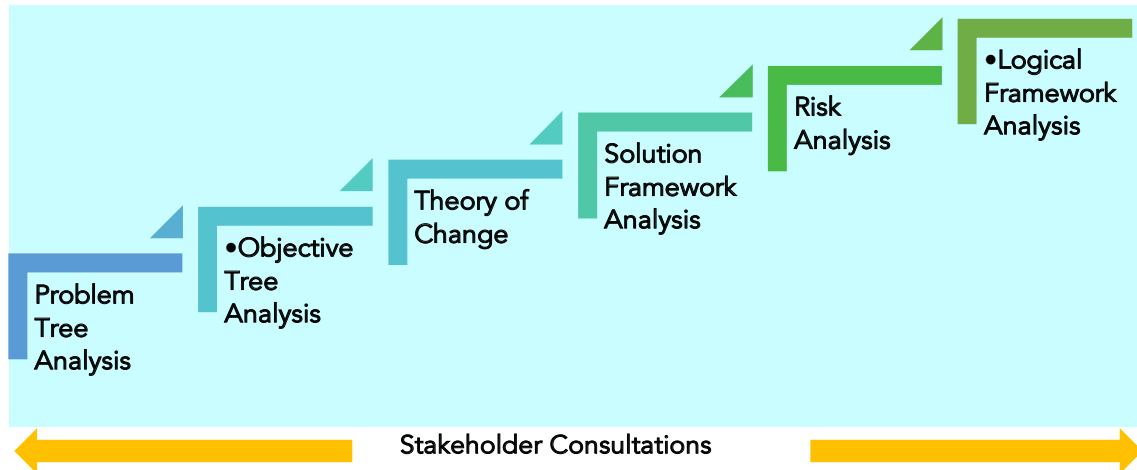 Problem
Tree
Analysis
•Objective
Tree
Analysis
Theory of
Change
Solution
Framework
Analysis
Risk
Analysis
•Logical
Framework
Analysis
Stakeholder Consultations